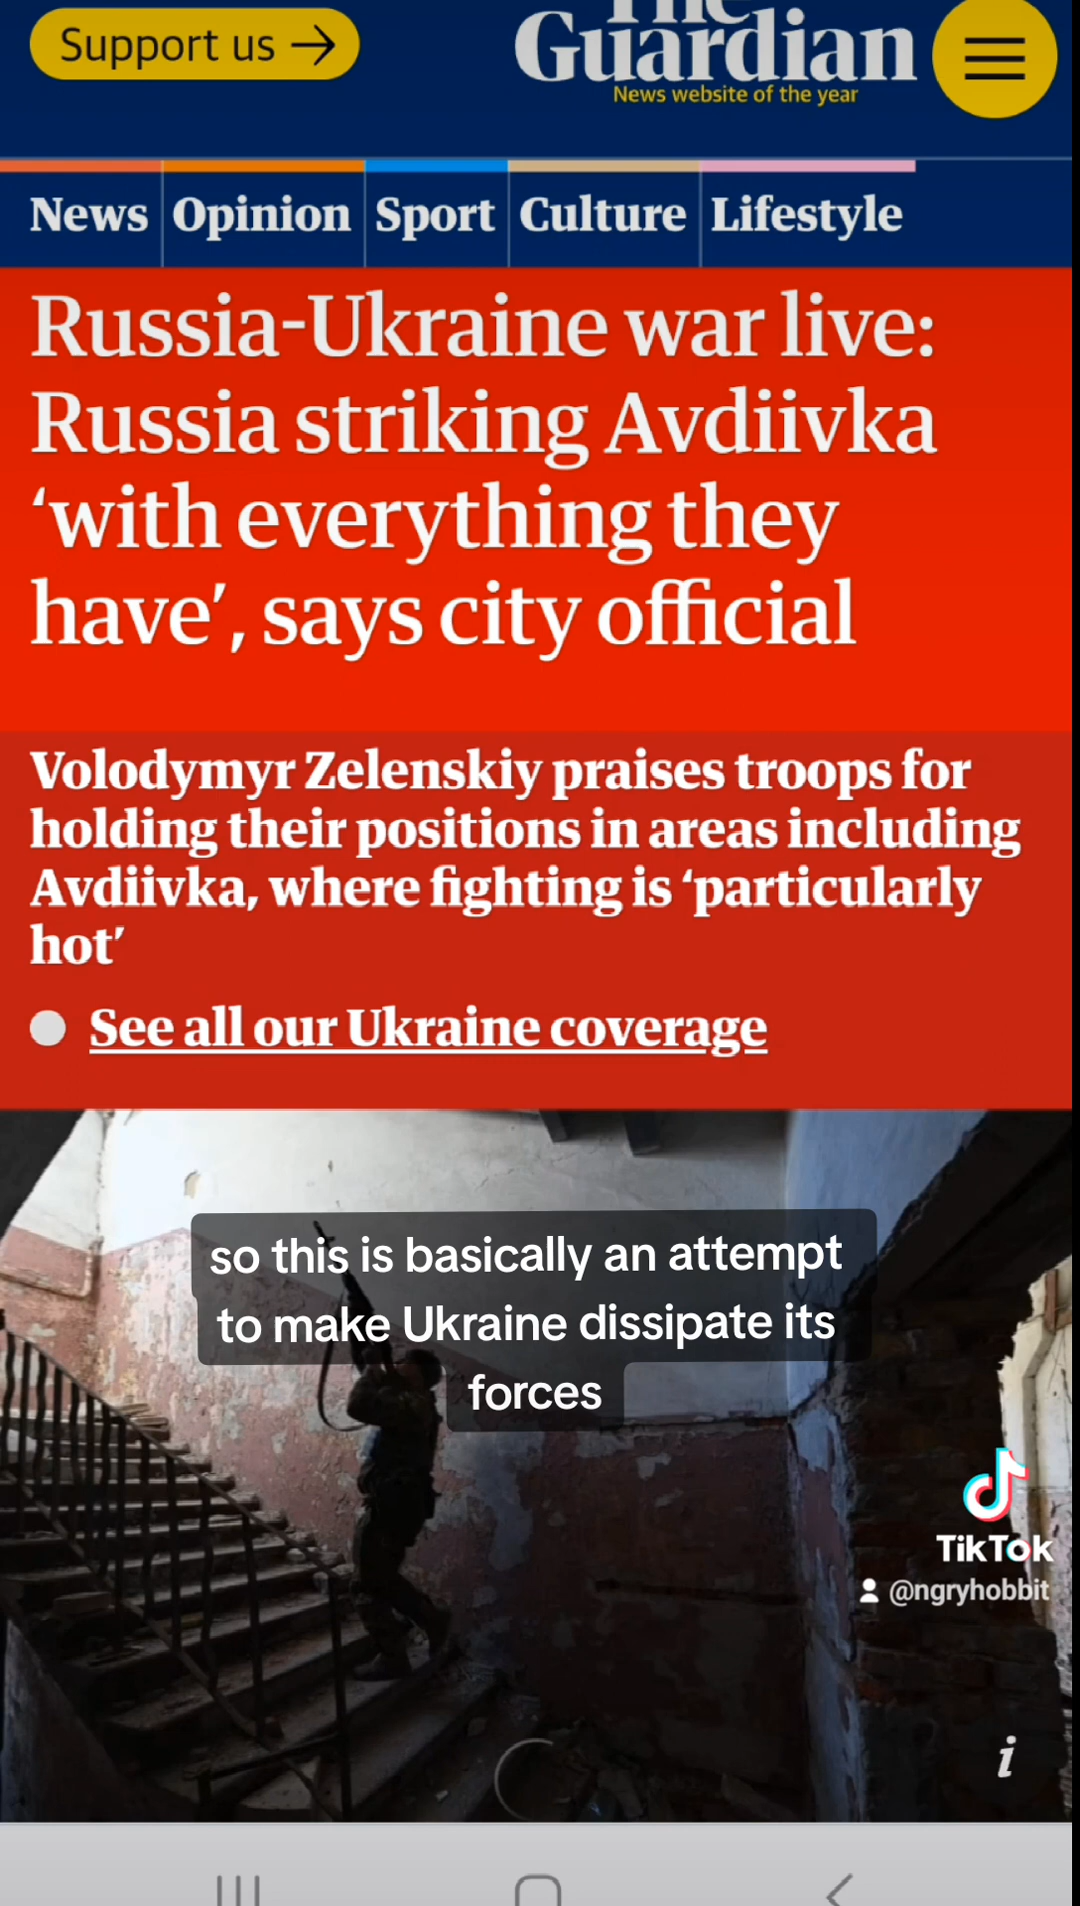 Support us →
The
Guardian
News website of the year
News Opinion Sport Culture Lifestyle
Russia-Ukraine war live:
Russia striking Avdiivka
‘with everything they
have’, says city official
Volodymyr Zelenskiy praises troops for
holding their positions in areas including
Avdiivka, where fighting is ‘particularly
hot’
See all our Ukraine coverage
so this is basically an attempt
to make Ukraine dissipate its
forces
TikTok
@ngryhobbit
i